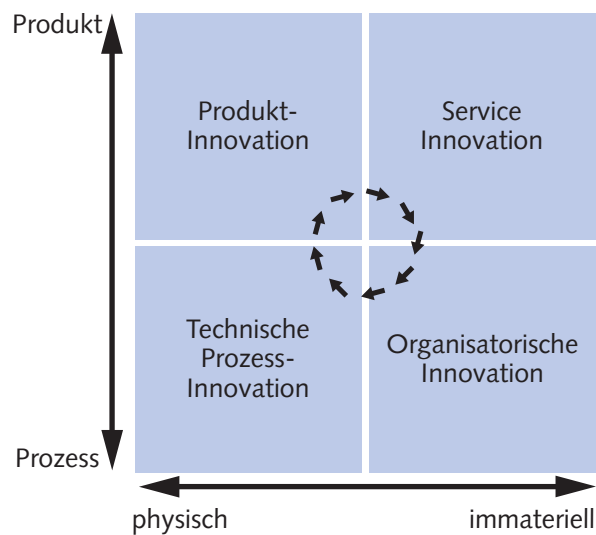 Produkt
Produkt-
Innovation
Service
Innovation
Technische
Prozess-
Innovation
Organisatorische
Innovation
Prozess
physisch
immateriell